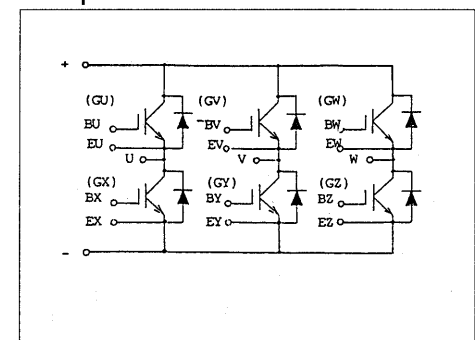 +
(GU) (GV) (GW)
BU BV BW
EU EV EW
U V W
(GX) (GY) (GZ)
BX BY BZ
EX EY EZ
-